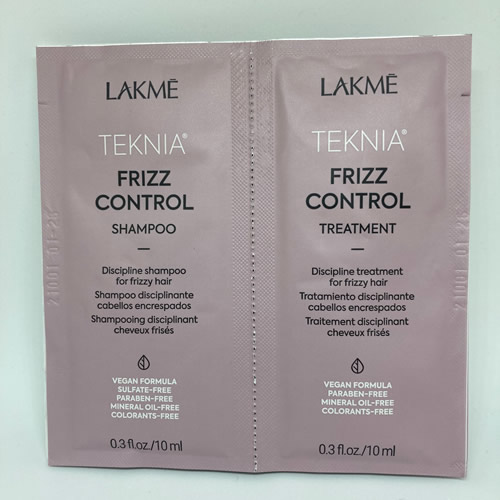 LAKMĒ
TEKNIA®
FRIZZ
CONTROL
SHAMPOO
Discipline shampoo
for frizzy hair
Shampoo disciplinante
cabellos encrespados
Shampooing disciplinant
cheveux frisés
VEGAN FORMULA
SULFATE-FREE
PARABEN-FREE
MINERAL OIL-FREE
COLORANTS-FREE
0.3 fl.oz./10 ml
LAKMĒ
TEKNIA®
FRIZZ
CONTROL
TREATMENT
Discipline treatment
for frizzy hair
Tratamiento disciplinante
cabellos encrespados
Traitement disciplinant
cheveux frisés
VEGAN FORMULA
PARABEN-FREE
MINERAL OIL-FREE
COLORANTS-FREE
0.3 fl.oz./10 ml